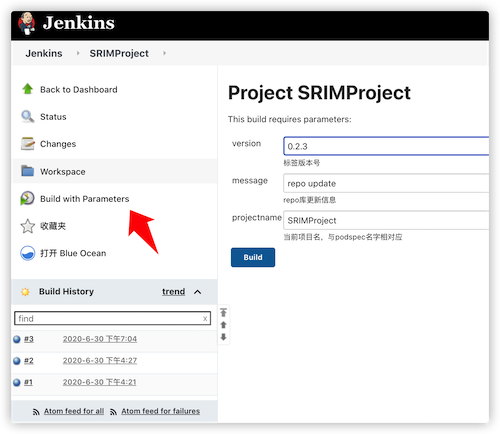 Jenkins
Jenkins
SRIMProject
Back to Dashboard
Status
Changes
Workspace
Build with Parameters
收藏夹
打开 Blue Ocean
Build History
trend
find
x
#3
2020-6-30 下午7:04
#2
2020-6-30 下午4:27
#1
2020-6-30 下午4:21
Atom feed for all
Atom feed for failures
Project SRIMProject
This build requires parameters:
version
0.2.3
标签版本号
message
repo update
repo库更新信息
projectname
SRIMProject
当前项目名，与podspec名字相对应
Build